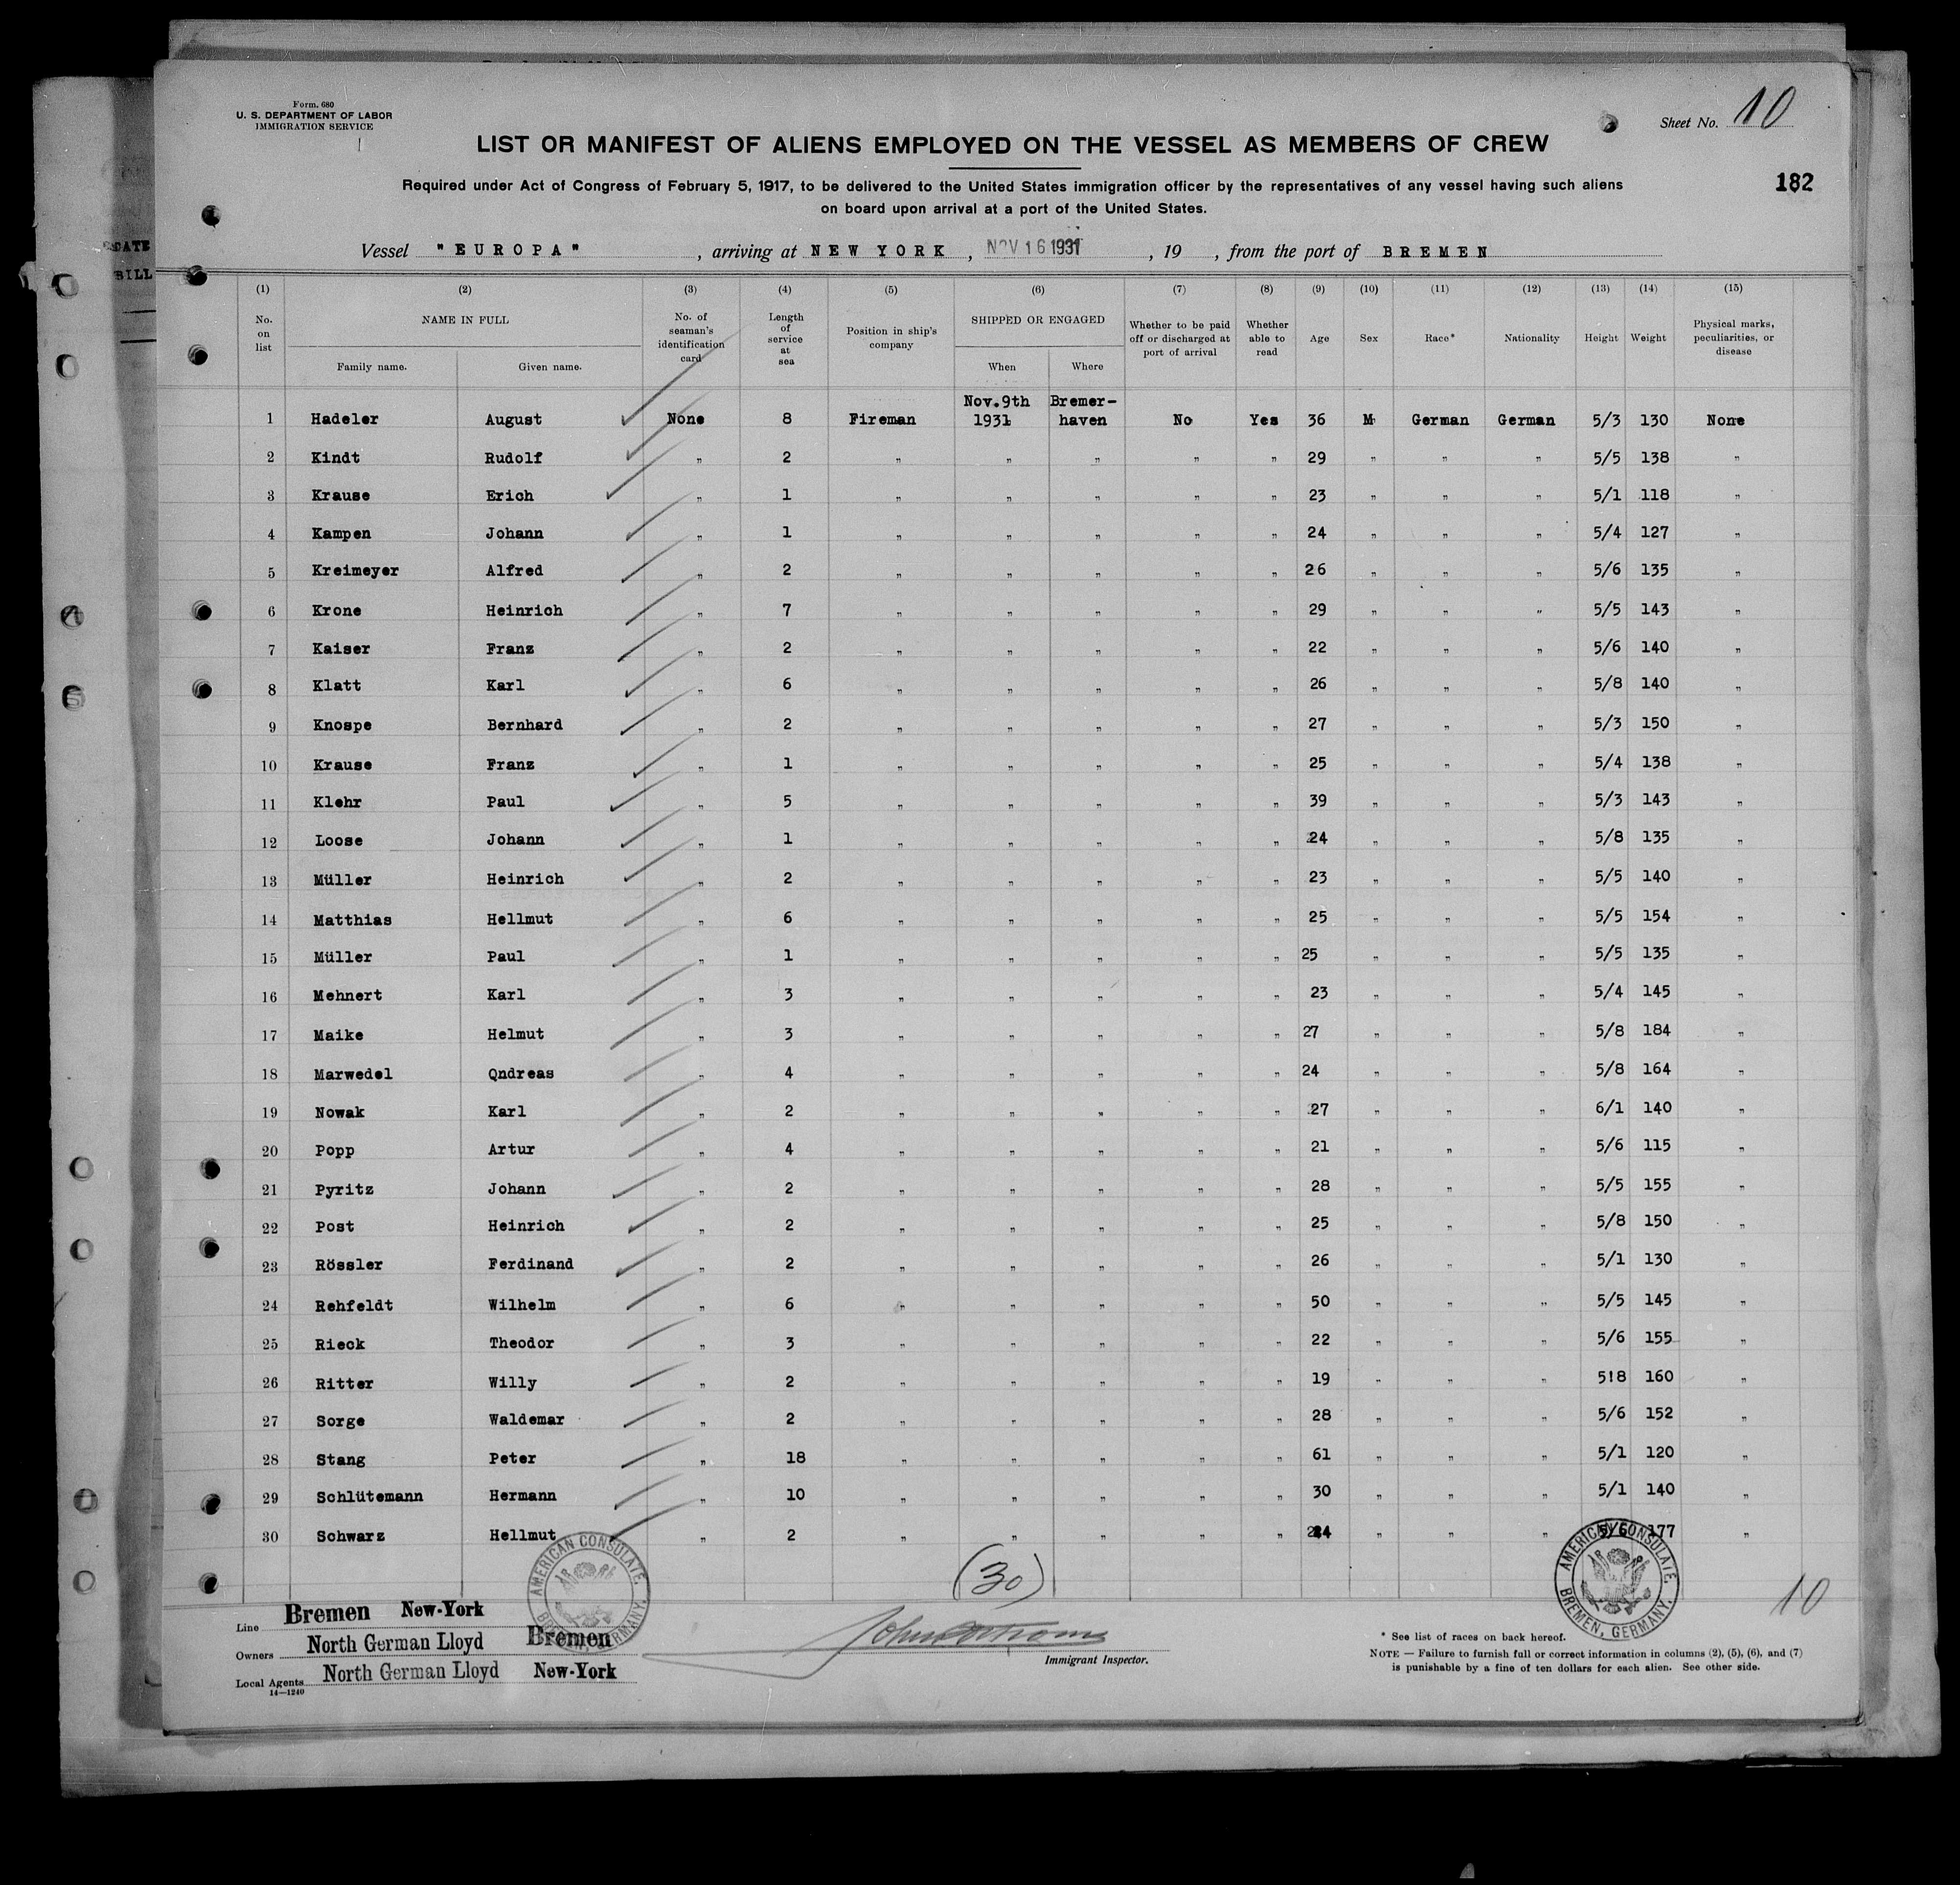 Form. 680
U. S. DEPARTMENT OF LABOR
IMMIGRATION SERVICE
Sheet No. 10
LIST OR MANIFEST OF ALIENS EMPLOYED ON THE VESSEL AS MEMBERS OF CREW
182
Required under Act of Congress of February 5, 1917, to be delivered to the United States immigration officer by the representatives of any vessel having such aliens
on board upon arrival at a port of the United States.
GATE
BILL
Vessel "EUROPA" , arriving at NEW YORK , NOV 16 1931 , 19 , from the port of BREMEN
(1) (2) (3) (4) (5) (6) (7) (8) (9) (10) (11) (12) (13) (14) (15)
No. on list
NAME IN FULL
Family name. Given name.
No. of seaman's identification card
Length of service at sea
Position in ship's company
SHIPPED OR ENGAGED
When Where
Whether to be paid off or discharged at port of arrival
Whether able to read
Age Sex Race* Nationality Height Weight
Physical marks, peculiarities, or disease
Nov.9th Bremer-
1 Hadeler August None 8 Fireman 1931 haven No Yes 36 M German German 5/3 130 None
2 Kindt Rudolf " 2 " " " " " 29 " " " 5/5 138 "
3 Krause Erich " 1 " " " " " 23 " " " 5/1 118 "
4 Kampen Johann " 1 " " " " " 24 " " " 5/4 127 "
5 Kreimeyer Alfred " 2 " " " " " 26 " " " 5/6 135 "
6 Krone Heinrich " 7 " " " " " 29 " " " 5/5 143 "
7 Kaiser Franz " 2 " " " " " 22 " " " 5/6 140 "
8 Klatt Karl " 6 " " " " " 26 " " " 5/8 140 "
9 Knospe Bernhard " 2 " " " " " 27 " " " 5/3 150 "
10 Krause Franz " 1 " " " " " 25 " " " 5/4 138 "
11 Klehr Paul " 5 " " " " " 39 " " " 5/3 143 "
12 Loose Johann " 1 " " " " " 24 " " " 5/8 135 "
13 Müller Heinrich " 2 " " " " " 23 " " " 5/5 140 "
14 Matthias Hellmut " 6 " " " " " 25 " " " 5/5 154 "
15 Müller Paul " 1 " " " " " 25 " " " 5/5 135 "
16 Mehnert Karl " 3 " " " " " 23 " " " 5/4 145 "
17 Maike Helmut " 3 " " " " " 27 " " " 5/8 184 "
18 Marwedel Qndreas " 4 " " " " " 24 " " " 5/8 164 "
19 Nowak Karl " 2 " " " " " 27 " " " 6/1 140 "
20 Popp Artur " 4 " " " " " 21 " " " 5/6 115 "
21 Pyritz Johann " 2 " " " " " 28 " " " 5/5 155 "
22 Post Heinrich " 2 " " " " " 25 " " " 5/8 150 "
23 Rössler Ferdinand " 2 " " " " " 26 " " " 5/1 130 "
24 Rehfeldt Wilhelm " 6 " " " " " 50 " " " 5/5 145 "
25 Rieck Theodor " 3 " " " " " 22 " " " 5/6 155 "
26 Ritter Willy " 2 " " " " " 19 " " " 5!8 160 "
27 Sorge Waldemar " 2 " " " " " 28 " " " 5/6 152 "
28 Stang Peter " 18 " " " " " 61 " " " 5/1 120 "
29 Schlütemann Hermann " 10 " " " " " 30 " " " 5/1 140 "
30 Schwarz Hellmut " 2 " " " " " 24 " " " 5/6 177 "
AMERICAN CONSULATE. BREMEN, GERMANY.
(30)
AMERICAN CONSULATE. BREMEN, GERMANY.
10
Line Bremen New-York
Owners North German Lloyd Bremen
Local Agents North German Lloyd New-York
14—1240
Immigrant Inspector.
* See list of races on back hereof.
NOTE — Failure to furnish full or correct information in columns (2), (5), (6), and (7)
is punishable by a fine of ten dollars for each alien. See other side.